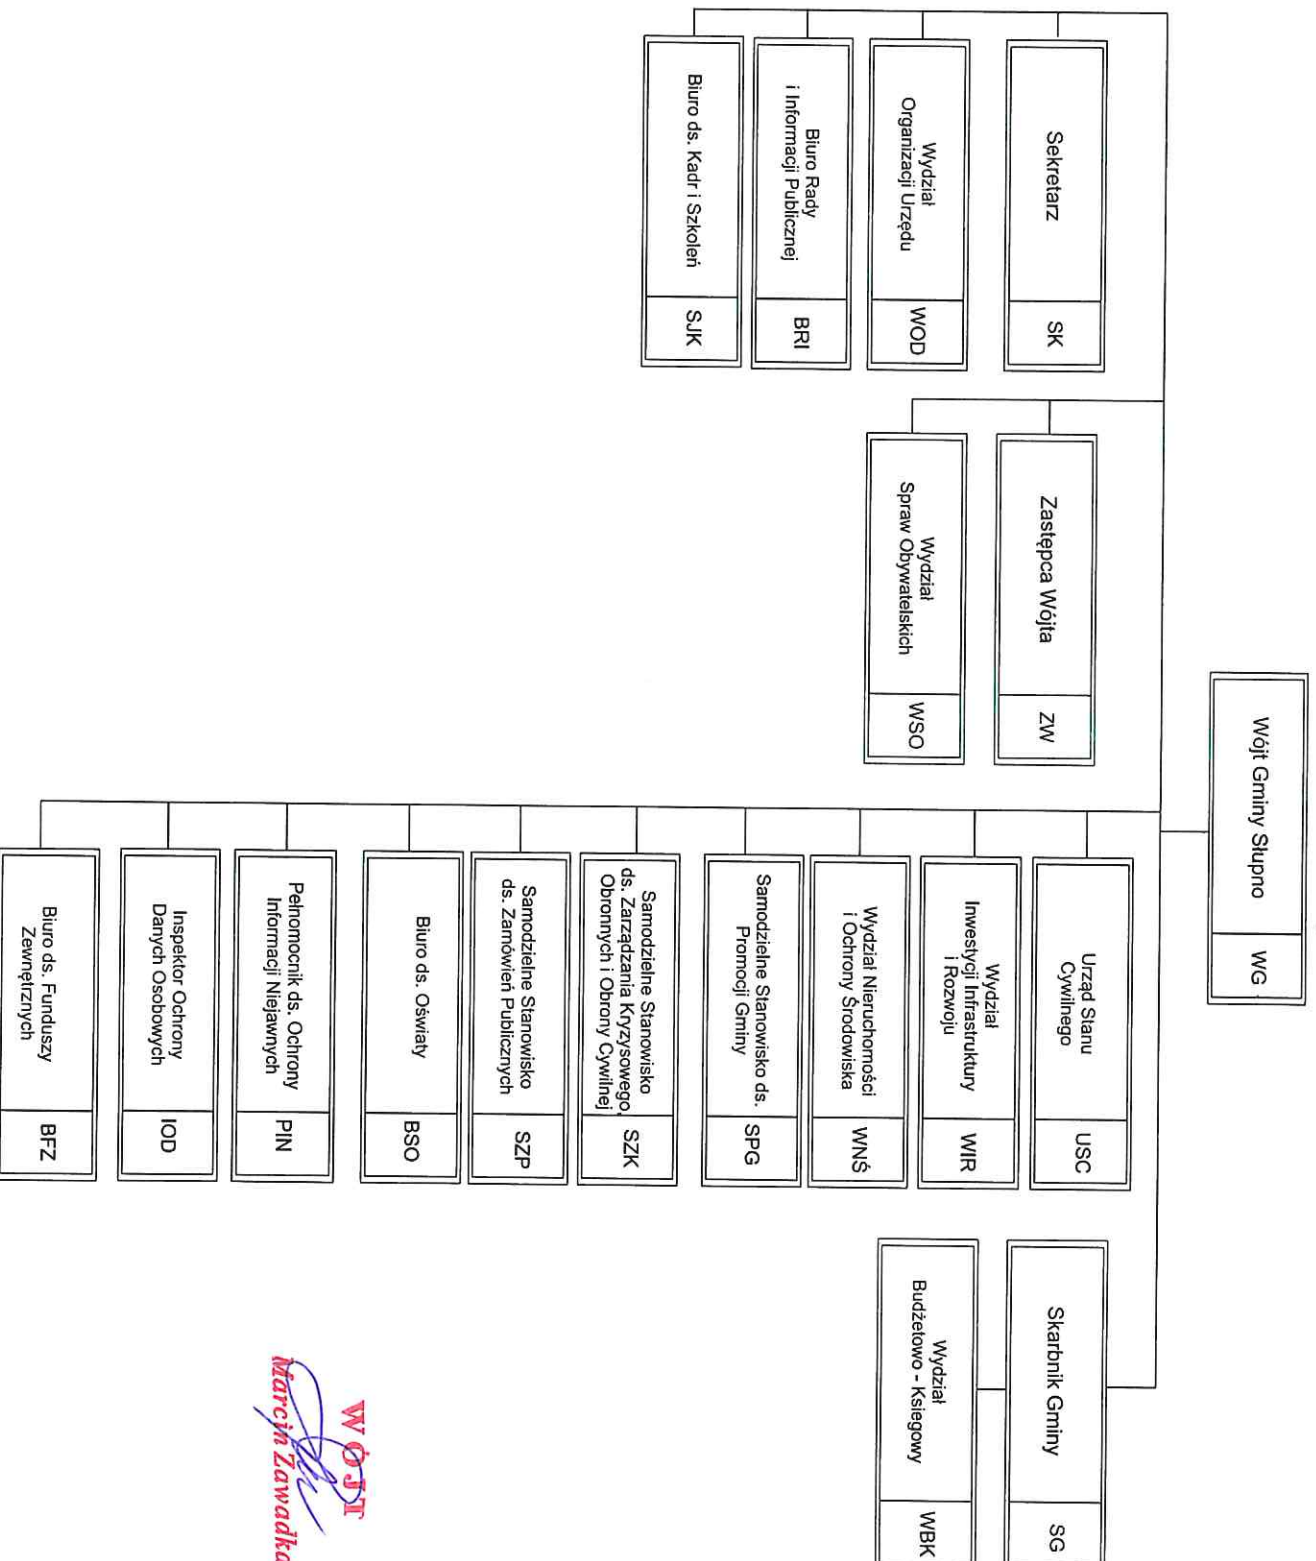 Wójt Gminy Słupno
WG
Sekretarz
SK
Wydział
Organizacji Urzędu
WOD
Biuro Rady
i Informacji Publicznej
BRI
Biuro ds. Kadr i Szkoleń
SJK
Zastępca Wójta
ZW
Wydział
Spraw Obywatelskich
WSO
Urząd Stanu
Cywilnego
USC
Wydział
Inwestycji Infrastruktury
i Rozwoju
WIR
Wydział Nieruchomości
i Ochrony Środowiska
WNŚ
Samodzielne Stanowisko ds.
Promocji Gminy
SPG
Samodzielne Stanowisko
ds. Zarządzania Kryzysowego,
Obronnych i Obrony Cywilnej
SZK
Samodzielne Stanowisko
ds. Zamówień Publicznych
SZP
Biuro ds. Oświaty
BSO
Pełnomocnik ds. Ochrony
Informacji Niejawnych
PIN
Inspektor Ochrony
Danych Osobowych
IOD
Biuro ds. Funduszy
Zewnętrznych
BFZ
Skarbnik Gminy
SG
Wydział
Budżetowo - Ksiegowy
WBK
WÓJT
Marcin Zawadka